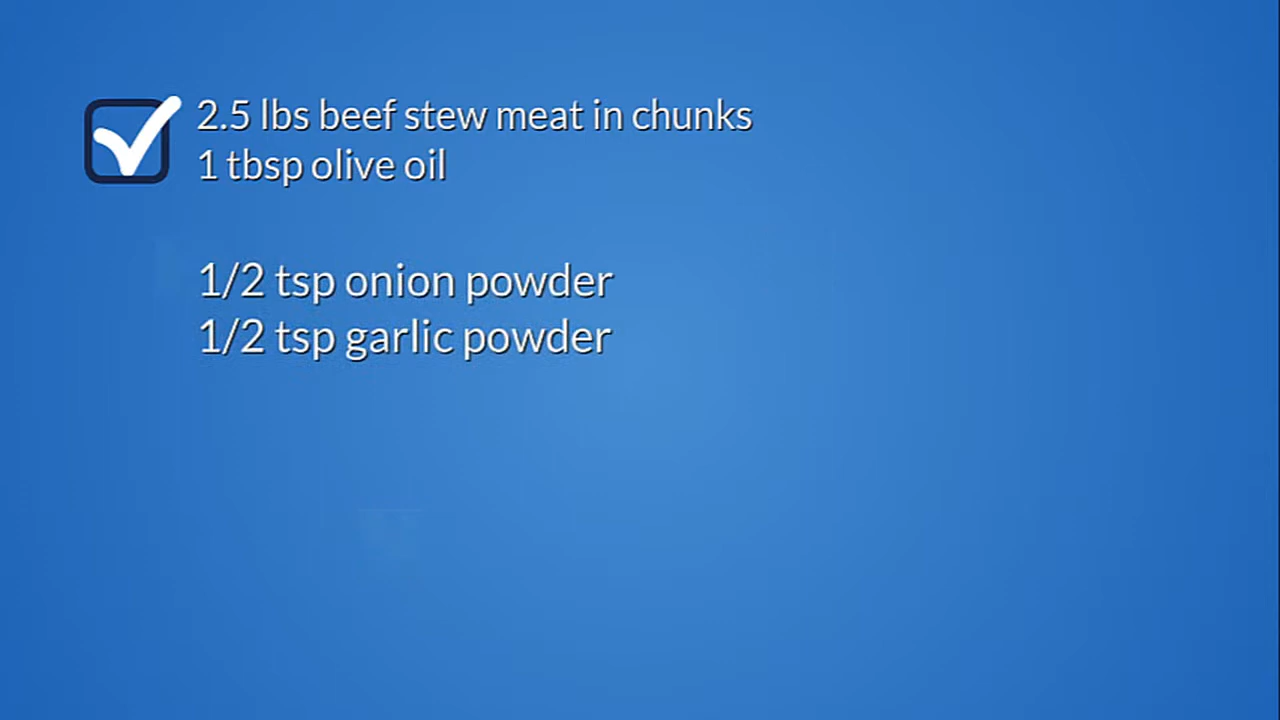 2.5 lbs beef stew meat in chunks
1 tbsp olive oil
1/2 tsp onion powder
1/2 tsp garlic powder